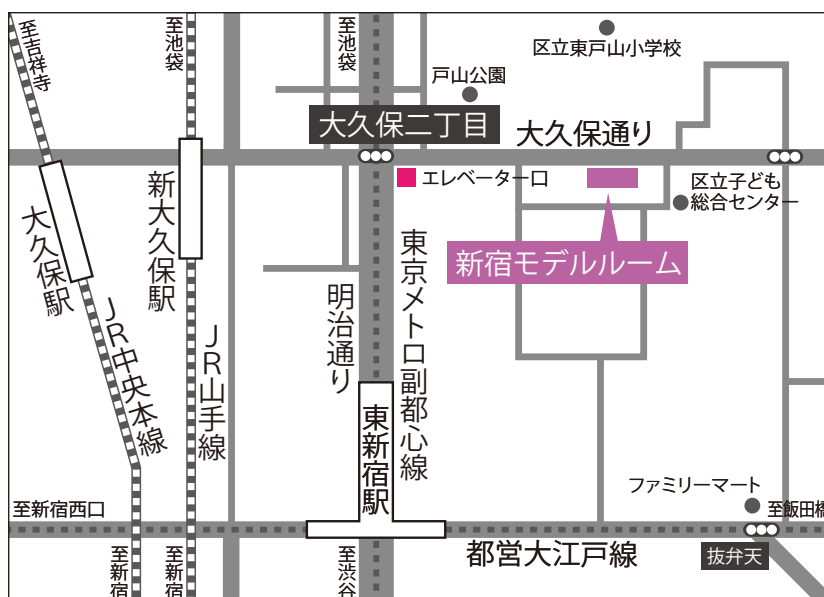 至吉祥寺
至池袋
至池袋
区立東戸山小学校
戸山公園
大久保二丁目
大久保通り
エレベーター口
区立子ども
総合センター
新大久保駅
大久保駅
新宿モデルルーム
東京メトロ副都心線
明治通り
JR中央本線
JR山手線
東新宿駅
ファミリーマート
至新宿西口
至飯田橋
都営大江戸線
抜弁天
至新宿
至新宿
至渋谷